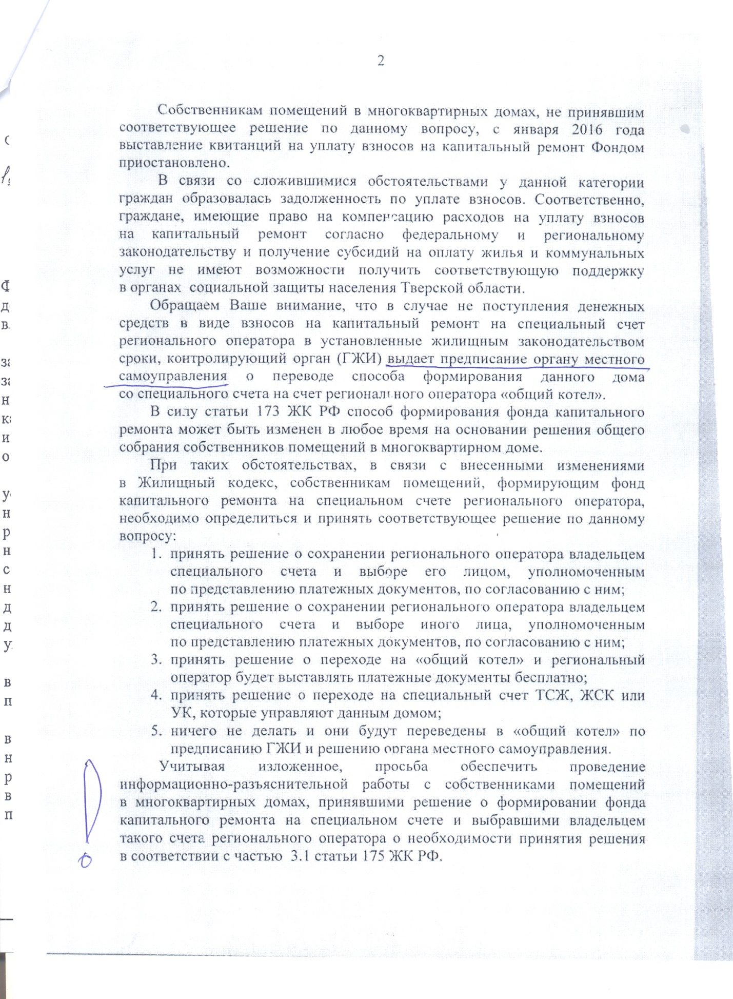 2
Собственникам помещений в многоквартирных домах, не принявшим
соответствующее решение по данному вопросу, с января 2016 года
выставление квитанций на уплату взносов на капитальный ремонт Фондом
приостановлено.
В связи со сложившимися обстоятельствами у данной категории
граждан образовалась задолженность по уплате взносов. Соответственно,
граждане, имеющие право на компенсацию расходов на уплату взносов
на капитальный ремонт согласно федеральному и региональному
законодательству и получение субсидий на оплату жилья и коммунальных
услуг не имеют возможности получить соответствующую поддержку
в органах социальной защиты населения Тверской области.
Обращаем Ваше внимание, что в случае не поступления денежных
средств в виде взносов на капитальный ремонт на специальный счет
регионального оператора в установленные жилищным законодательством
сроки, контролирующий орган (ГЖИ) выдает предписание органу местного
самоуправления о переводе способа формирования данного дома
со специального счета на счет регионального оператора «общий котел».
В силу статьи 173 ЖК РФ способ формирования фонда капитального
ремонта может быть изменен в любое время на основании решения общего
собрания собственников помещений в многоквартирном доме.
При таких обстоятельствах, в связи с внесенными изменениями
в Жилищный кодекс, собственникам помещений, формирующим фонд
капитального ремонта на специальном счете регионального оператора,
необходимо определиться и принять соответствующее решение по данному
вопросу:
1. принять решение о сохранении регионального оператора владельцем
специального счета и выборе его лицом, уполномоченным
по представлению платежных документов, по согласованию с ним;
2. принять решение о сохранении регионального оператора владельцем
специального счета и выборе иного лица, уполномоченным
по представлению платежных документов, по согласованию с ним;
3. принять решение о переходе на «общий котел» и региональный
оператор будет выставлять платежные документы бесплатно;
4. принять решение о переходе на специальный счет ТСЖ, ЖСК или
УК, которые управляют данным домом;
5. ничего не делать и они будут переведены в «общий котел» по
предписанию ГЖИ и решению органа местного самоуправления.
Учитывая изложенное, просьба обеспечить проведение
информационно-разъяснительной работы с собственниками помещений
в многоквартирных домах, принявшими решение о формировании фонда
капитального ремонта на специальном счете и выбравшими владельцем
такого счета регионального оператора о необходимости принятия решения
в соответствии с частью 3.1 статьи 175 ЖК РФ.